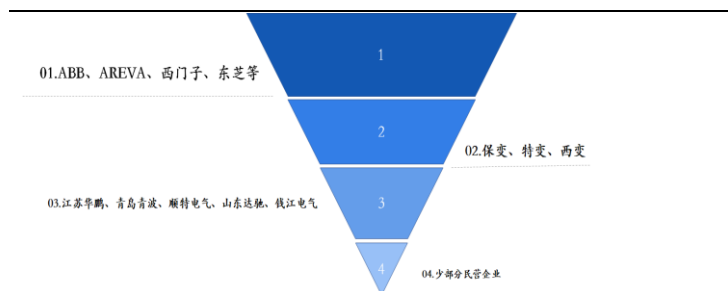 1
01.ABB、AREVA、西门子、东芝等
2
02.保变、特变、西变
03.江苏华鹏、青岛青波、顺特电气、山东达驰、钱江电气
3
4
04.少部分民营企业